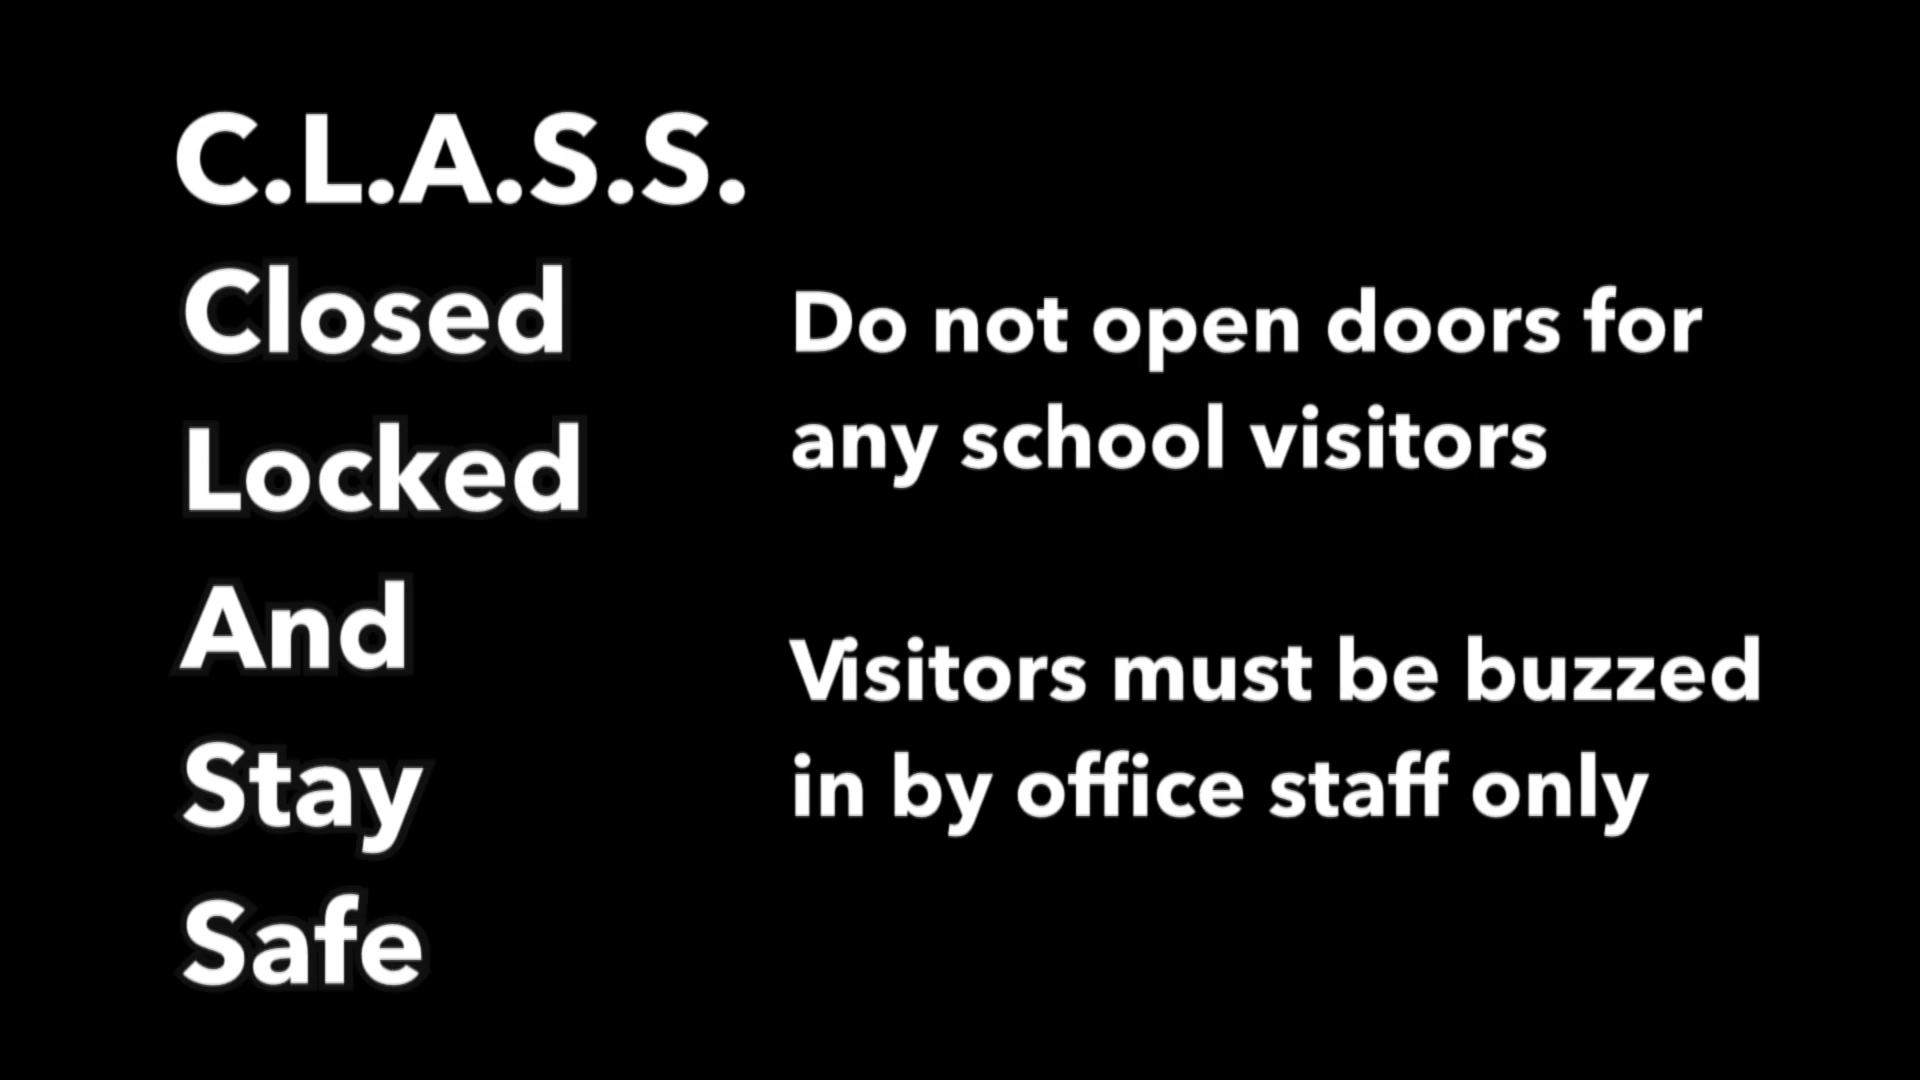 C.L.A.S.S.
Closed
Locked
And
Stay
Safe
Do not open doors for
any school visitors
Visitors must be buzzed
in by office staff only